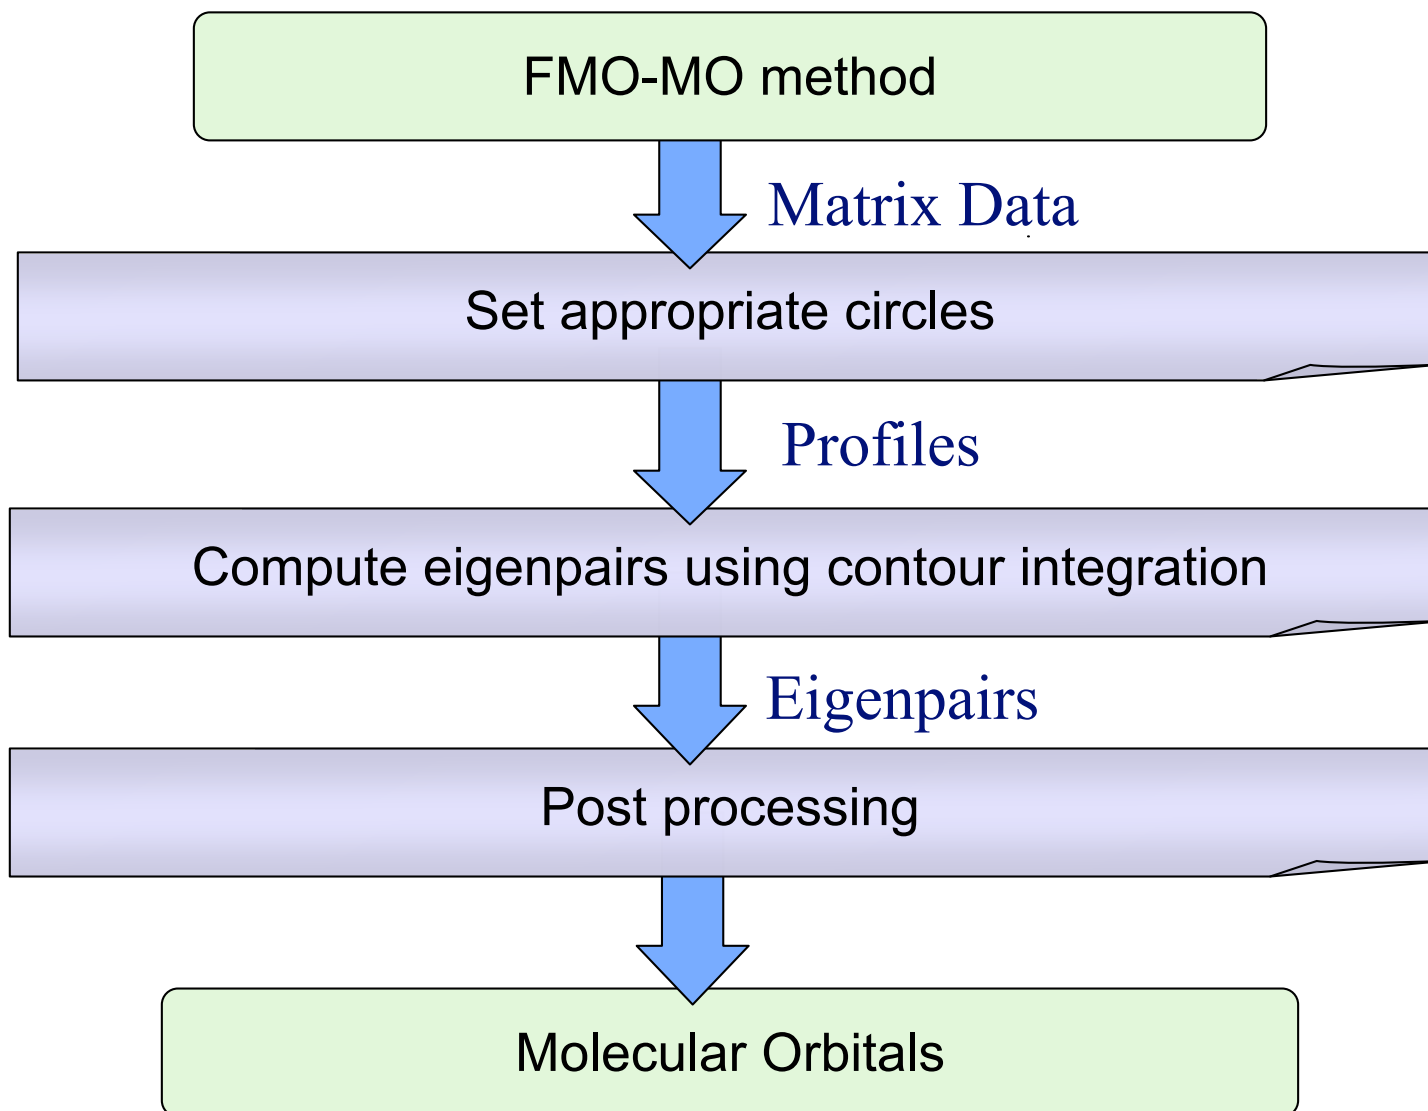 FMO-MO method
Matrix Data
Set appropriate circles
Profiles
Compute eigenpairs using contour integration
Eigenpairs
Post processing
Molecular Orbitals